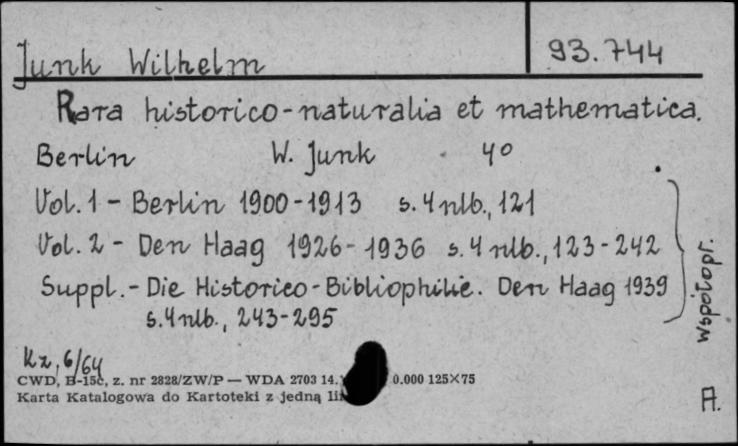 Junk Wilhelm
93.744
Rara historico-naturalia et mathematica.
Berlin W. Junk 4°
Vol. 1 - Berlin 1900-1913 s. 4 nlb., 121
Vol. 2 - Den Haag 1926-1936 s. 4 nlb., 123-242
Suppl. - Die Historico-Bibliophilie. Den Haag 1939
s. 4 nlb., 243-295
współopr.
Kz, 6/64
CWD, B-15c, z. nr 2828/ZW/P — WDA 2703 14. 0.000 125×75
Karta Katalogowa do Kartoteki z jedną
A.